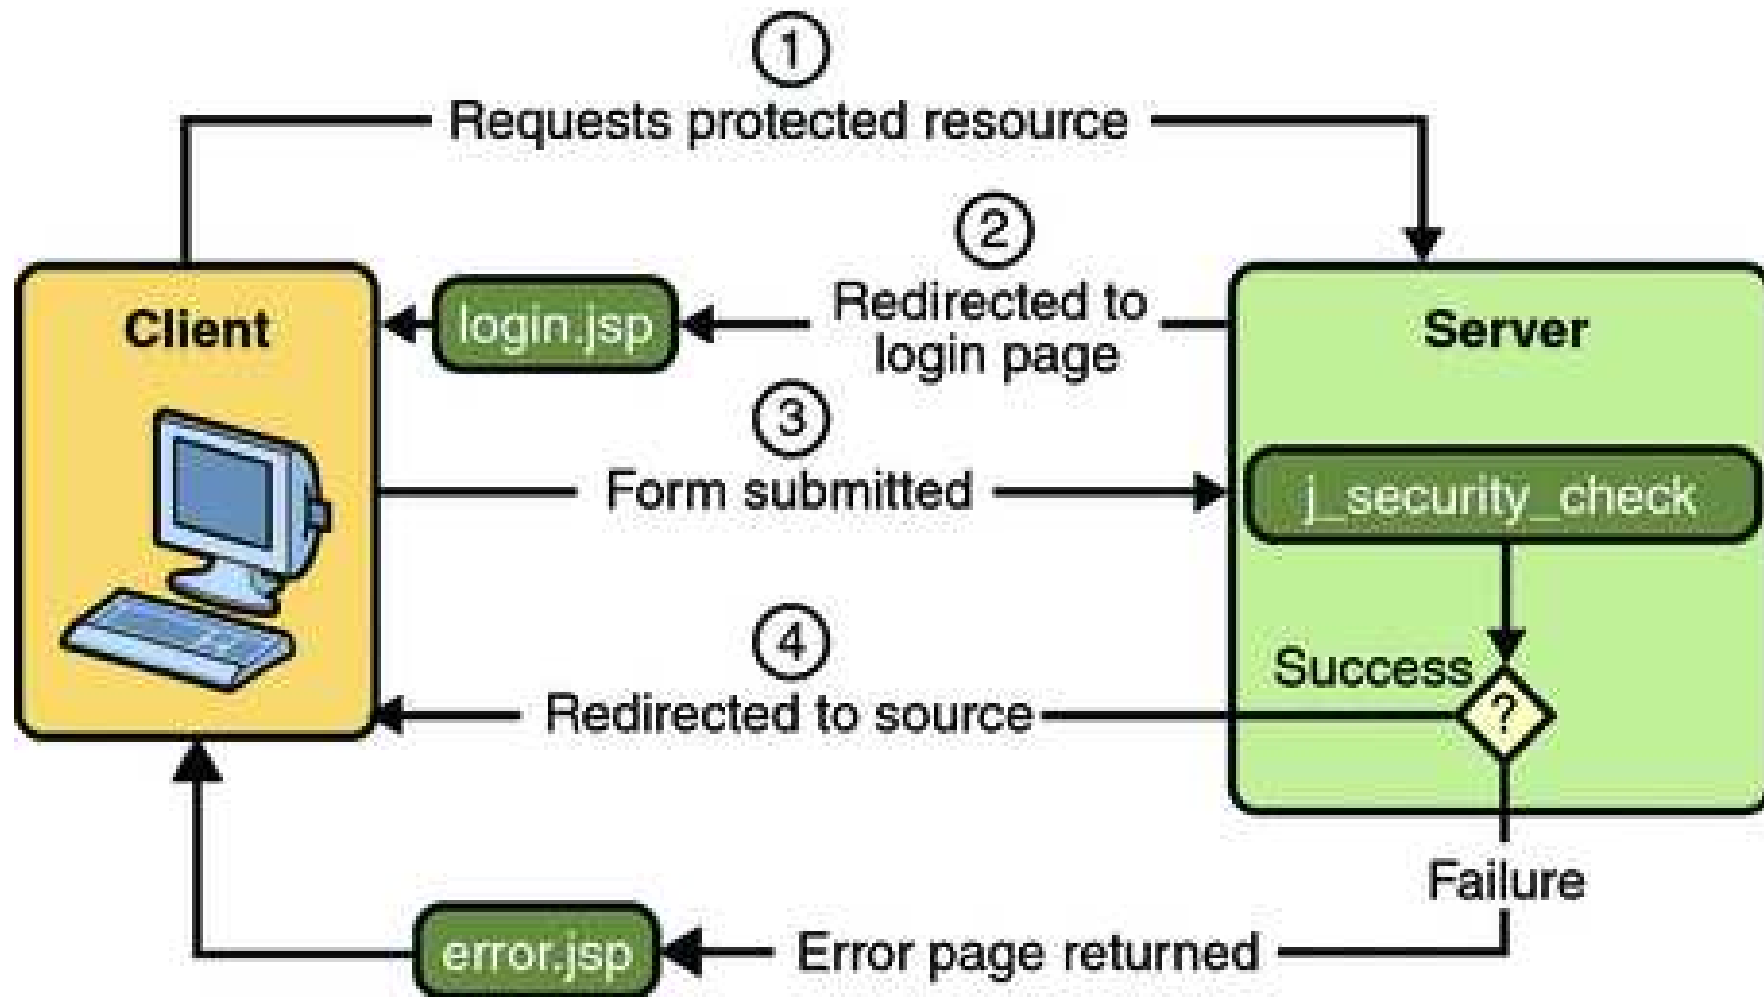 1
Requests protected resource
2
Client
login.jsp
Redirected to
login page
Server
3
Form submitted
j_security_check
4
Success
Redirected to source
?
Failure
error.jsp
Error page returned